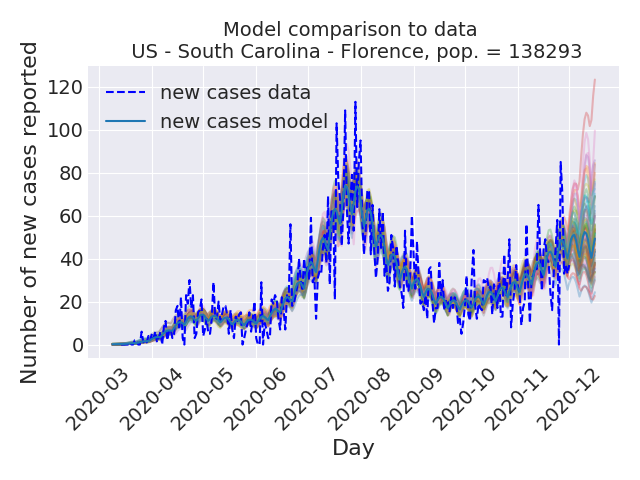 Model comparison to data
US - South Carolina - Florence, pop. = 138293
new cases data
new cases model
Number of new cases reported
120
100
80
60
40
20
0
2020-03
2020-04
2020-05
2020-06
2020-07
2020-08
2020-09
2020-10
2020-11
2020-12
Day